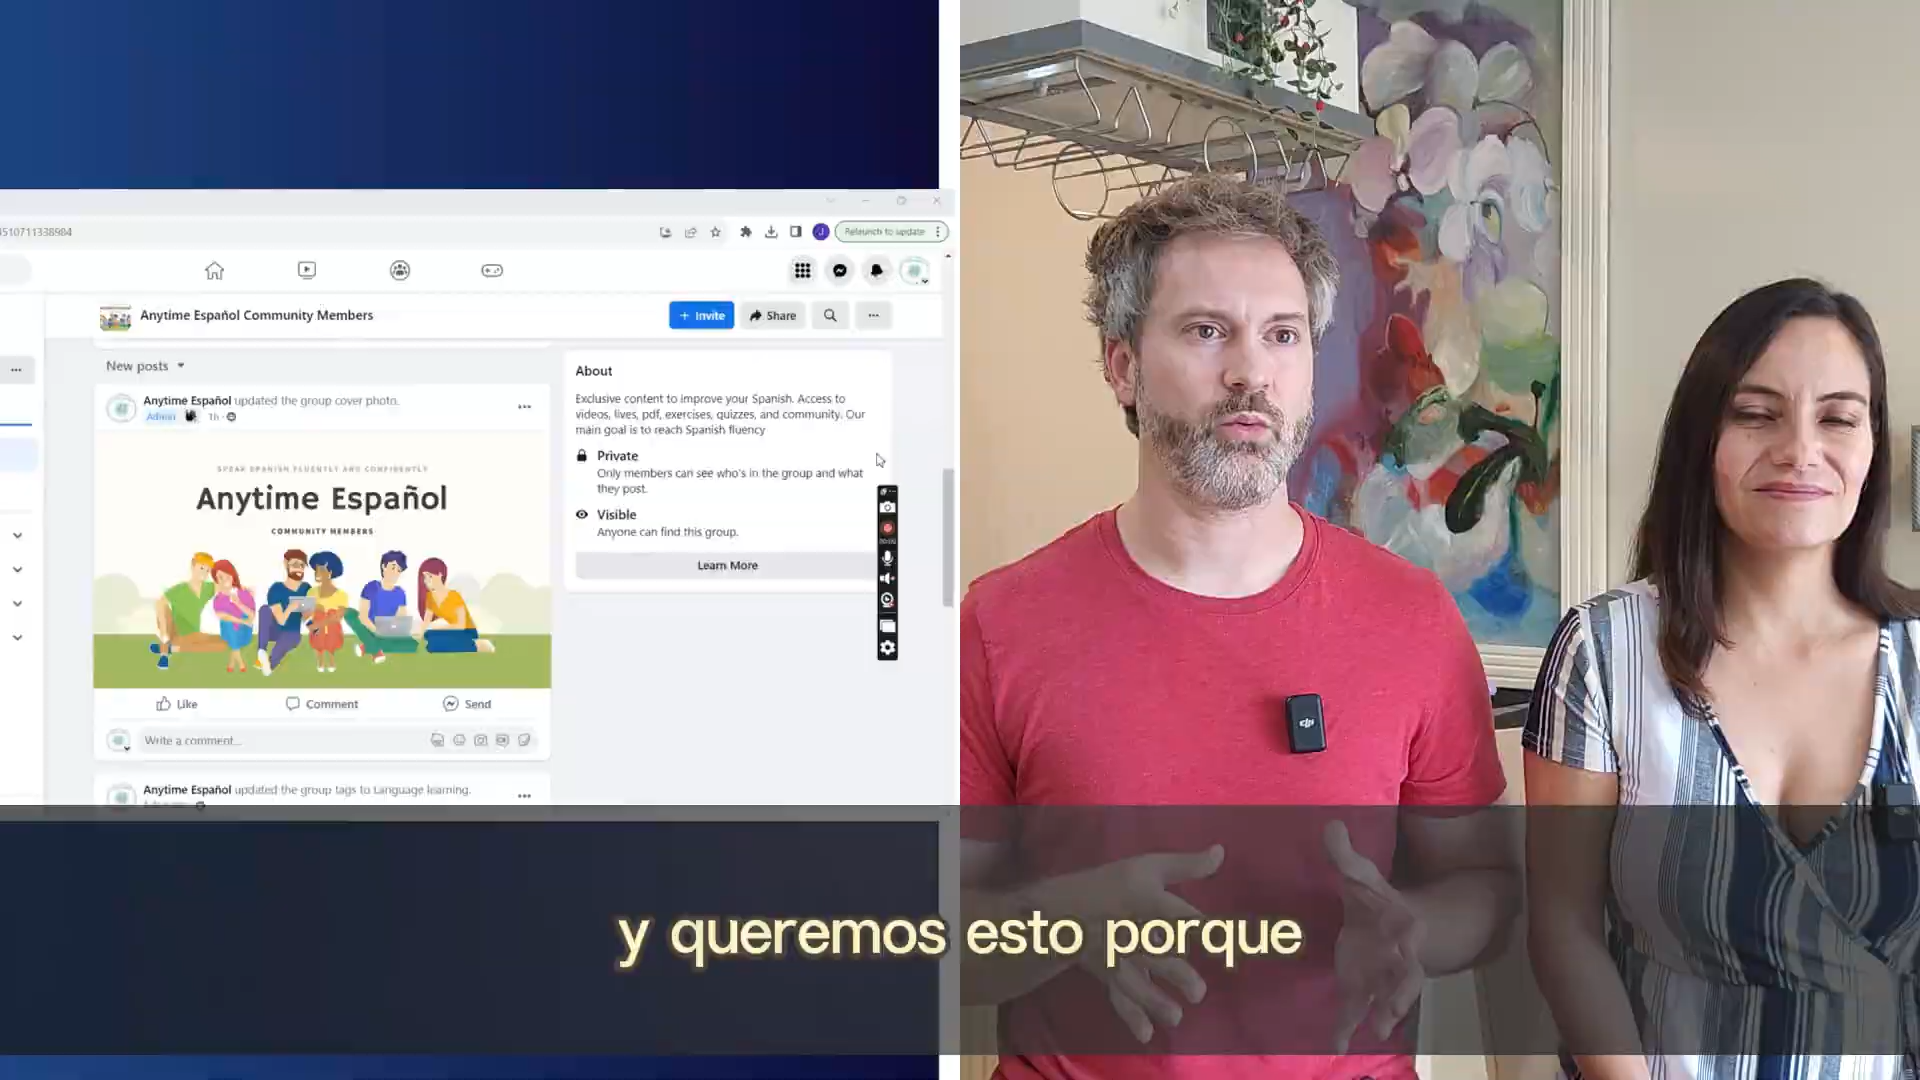 4510711338984
Relaunch to update
Anytime Español Community Members
+ Invite
Share
New posts
Anytime Español updated the group cover photo.
Admin
1h
SPEAK SPANISH FLUENTLY AND CONFIDENTLY
Anytime Español
COMMUNITY MEMBERS
Like
Comment
Send
Write a comment...
Anytime Español updated the group tags to Language learning.
About
Exclusive content to improve your Spanish. Access to
videos, lives, pdf, exercises, quizzes, and community. Our
main goal is to reach Spanish fluency
Private
Only members can see who's in the group and what
they post.
Visible
Anyone can find this group.
Learn More
dji
y queremos esto porque